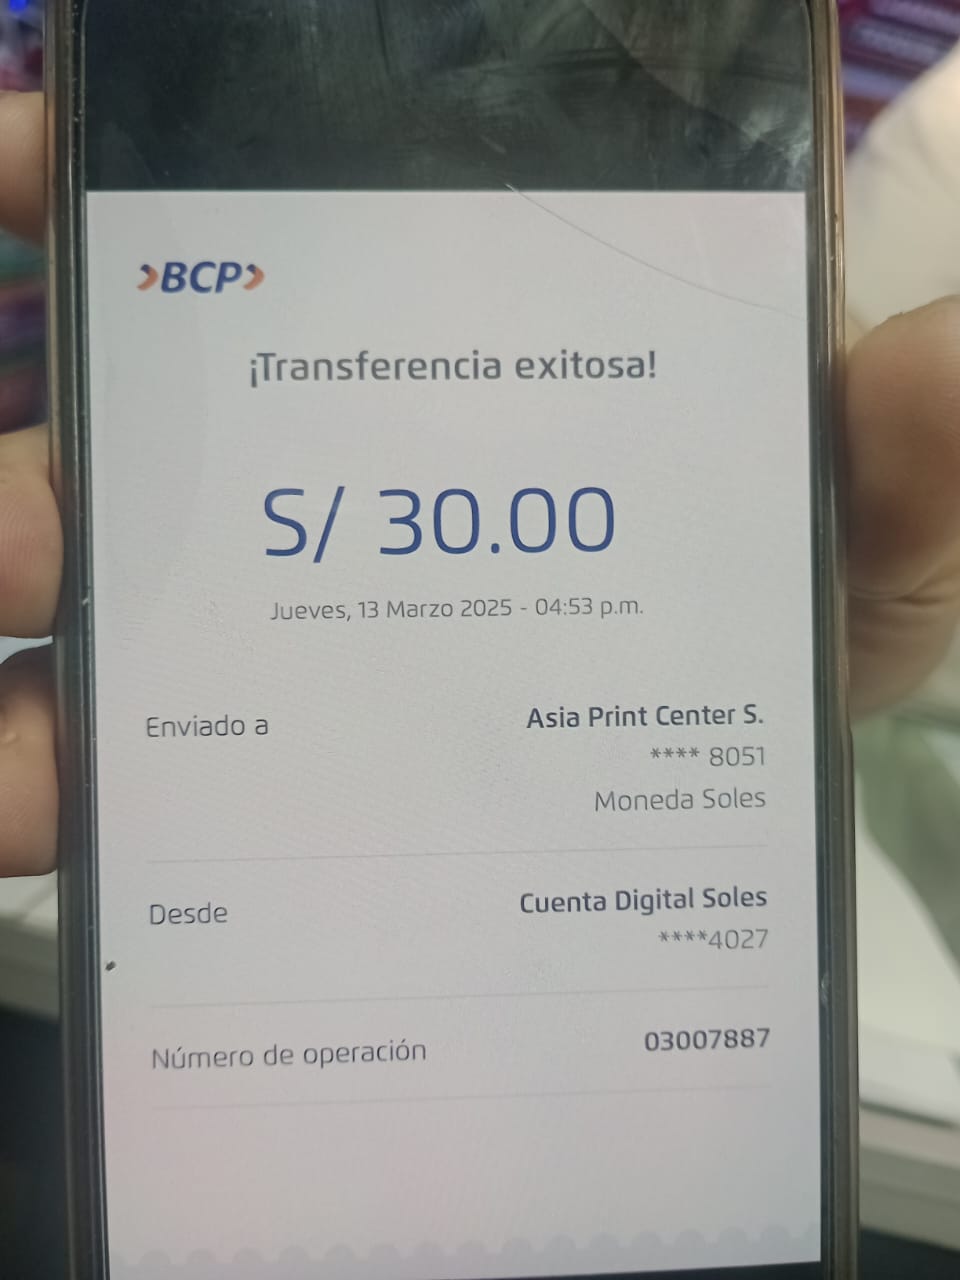 BCP
¡Transferencia exitosa!
S/ 30.00
Jueves, 13 Marzo 2025 - 04:53 p.m.
Enviado a
Asia Print Center S.
**** 8051
Moneda Soles
Desde
Cuenta Digital Soles
****4027
Número de operación
03007887